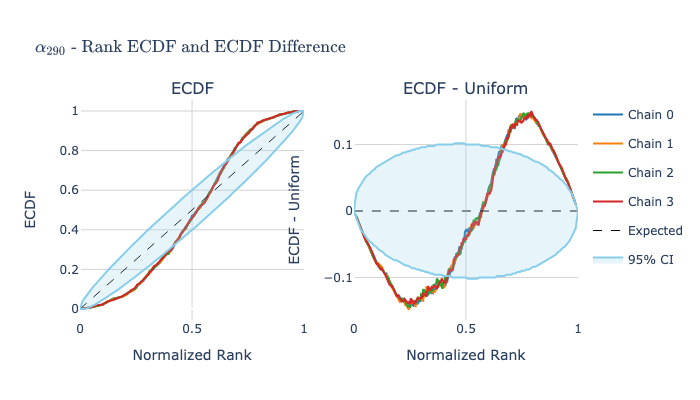 α₂₉₀ - Rank ECDF and ECDF Difference
ECDF
ECDF - Uniform
1
0.8
0.6
0.4
0.2
0
ECDF
0
0.5
1
Normalized Rank
0.1
0
−0.1
ECDF - Uniform
0
0.5
1
Normalized Rank
Chain 0
Chain 1
Chain 2
Chain 3
Expected
95% CI